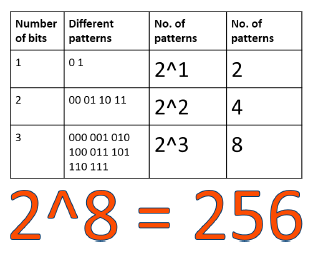 Number of bits Different patterns No. of patterns No. of patterns
1 0 1 2^1 2
2 00 01 10 11 2^2 4
3 000 001 010 2^3 8
100 011 101
110 111
2^8 = 256